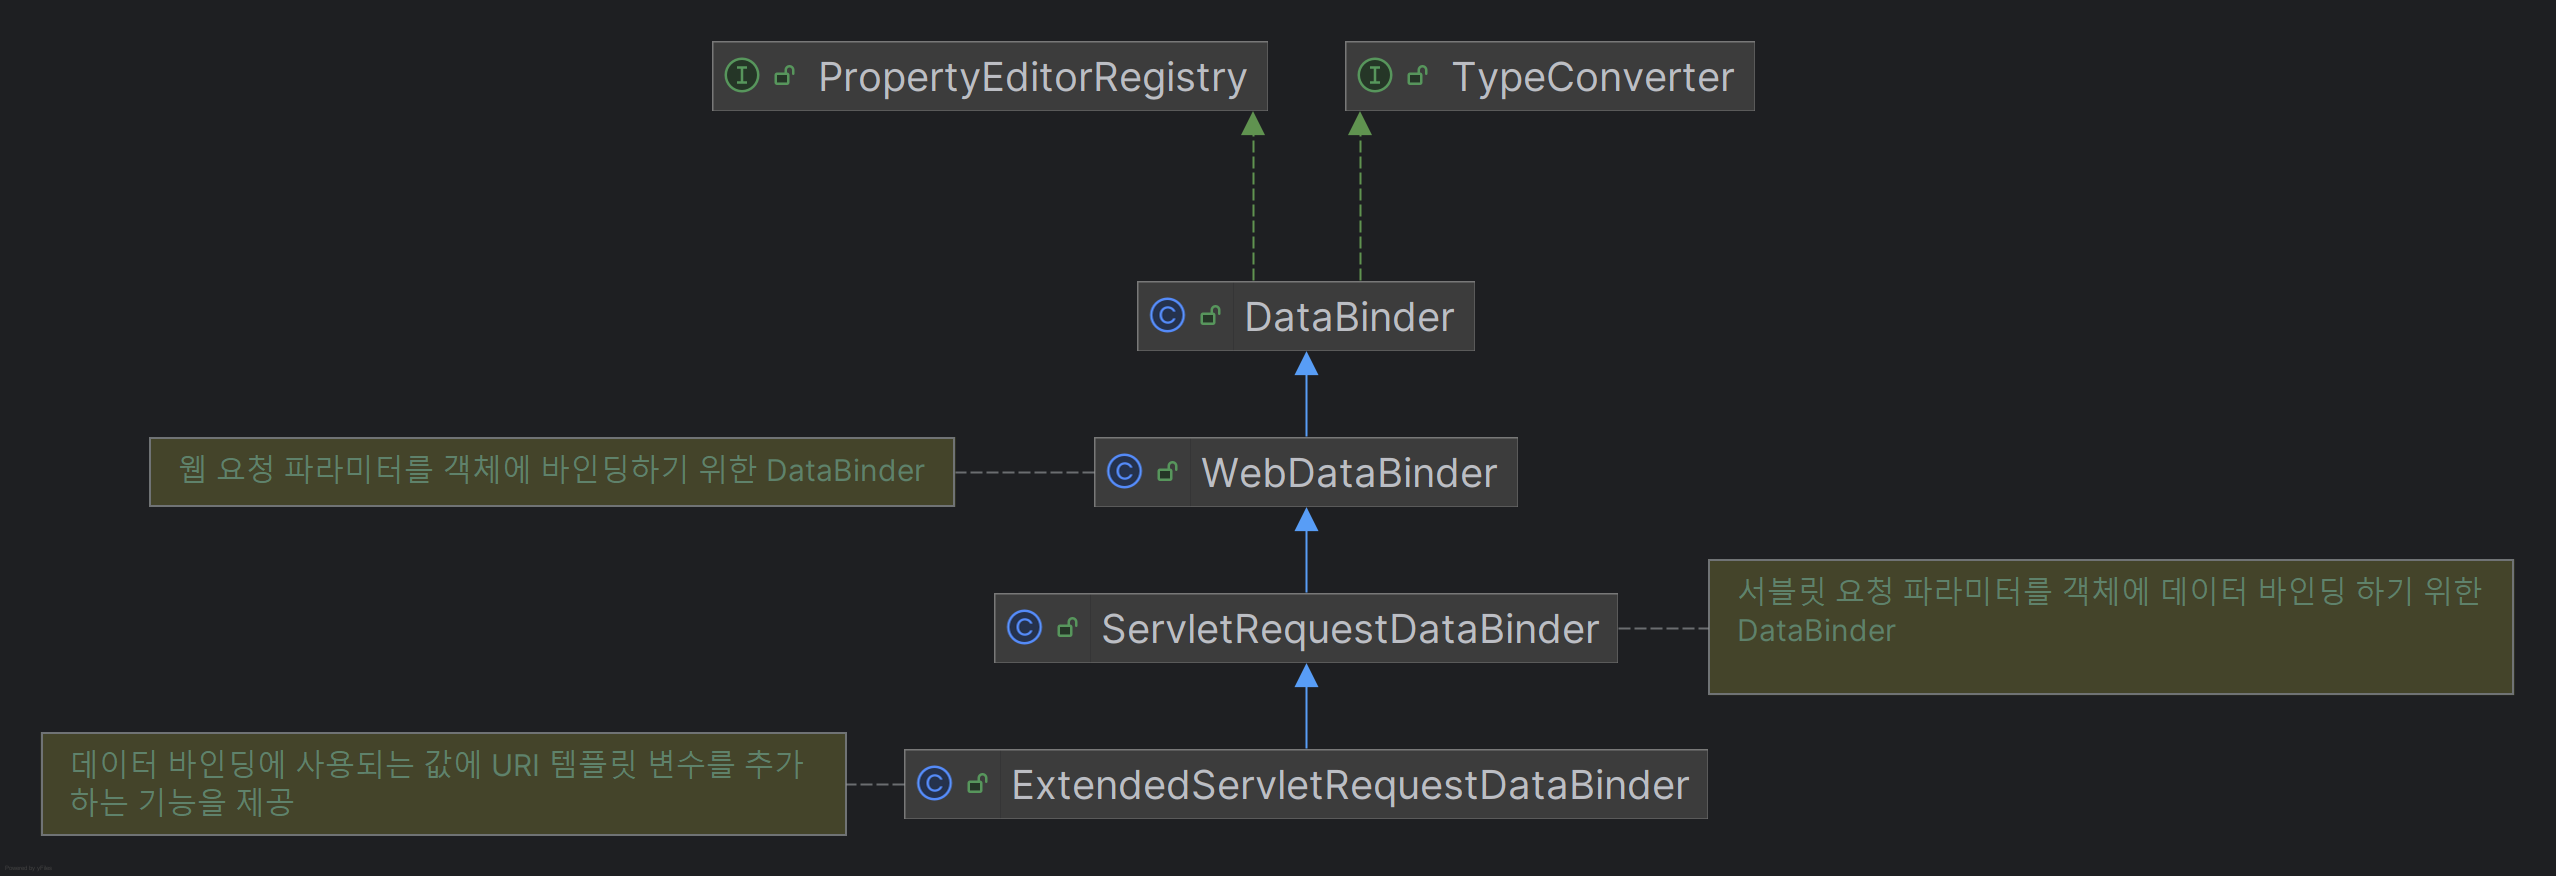 PropertyEditorRegistry
TypeConverter
DataBinder
웹 요청 파라미터를 객체에 바인딩하기 위한 DataBinder
WebDataBinder
ServletRequestDataBinder
서블릿 요청 파라미터를 객체에 데이터 바인딩 하기 위한
DataBinder
데이터 바인딩에 사용되는 값에 URI 템플릿 변수를 추가
하는 기능을 제공
ExtendedServletRequestDataBinder
Powered by yFiles